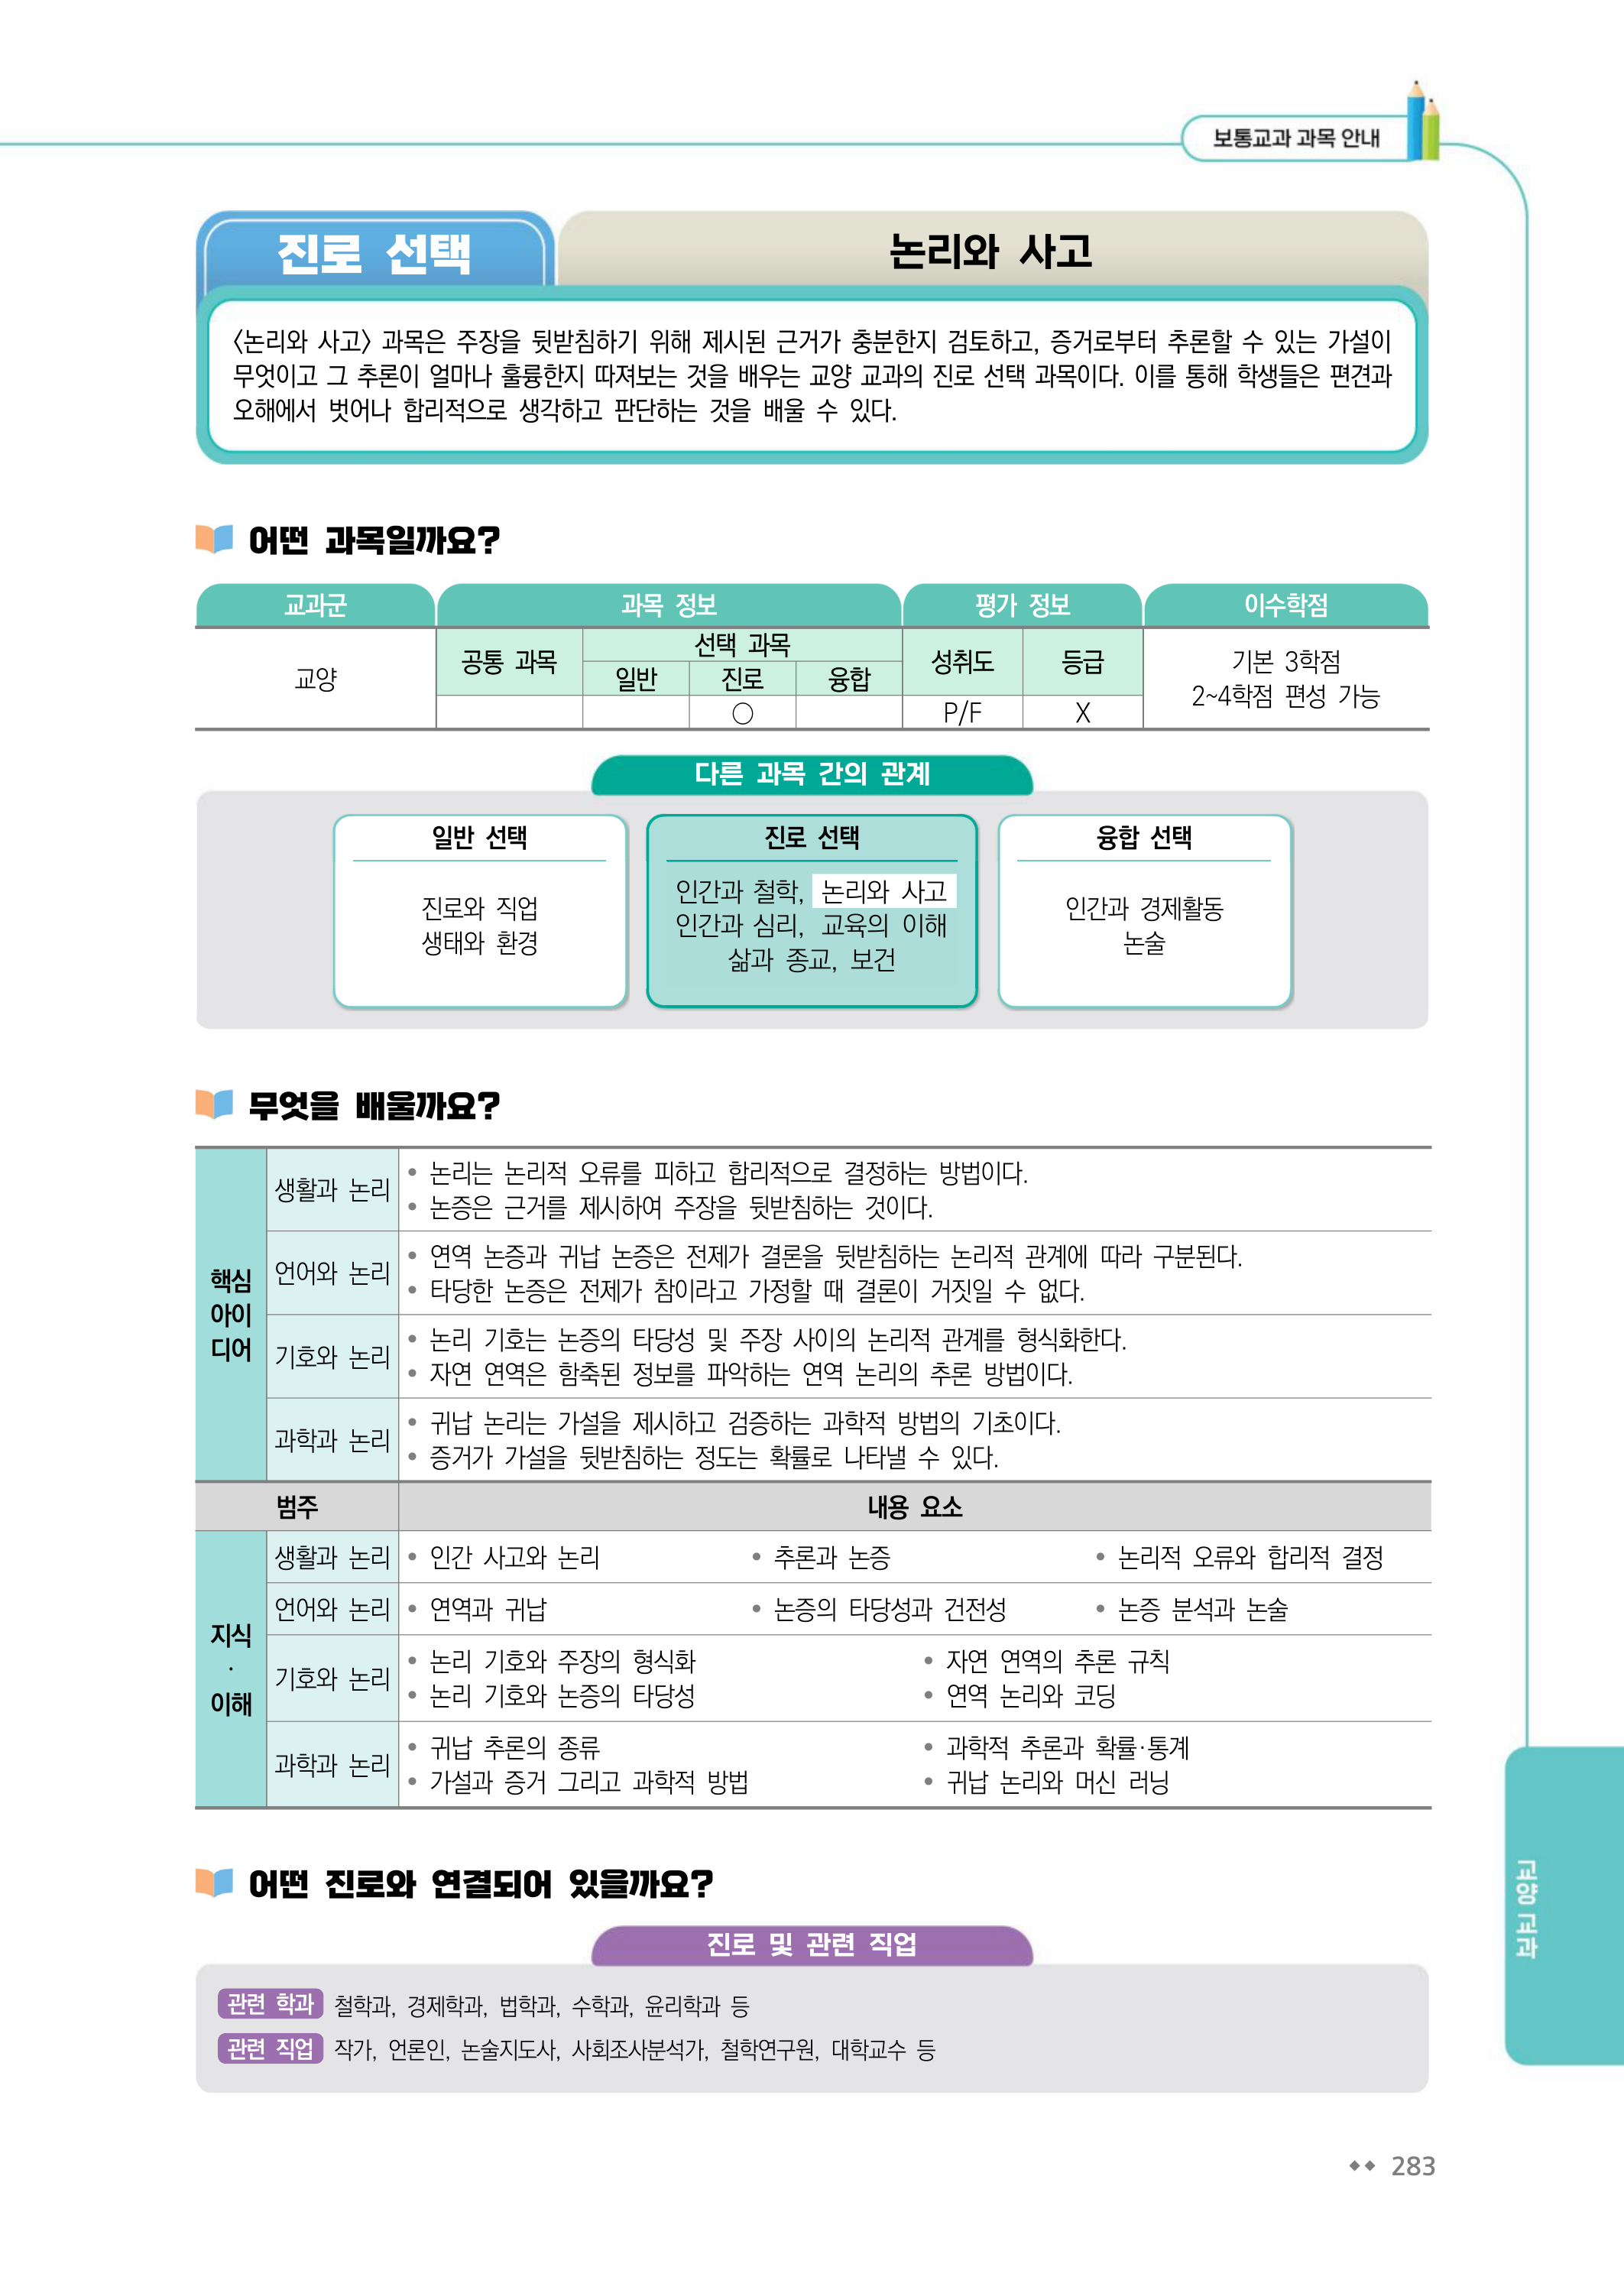 보통교과 과목 안내
진로 선택
논리와 사고
〈논리와 사고〉 과목은 주장을 뒷받침하기 위해 제시된 근거가 충분한지 검토하고, 증거로부터 추론할 수 있는 가설이
무엇이고 그 추론이 얼마나 훌륭한지 따져보는 것을 배우는 교양 교과의 진로 선택 과목이다. 이를 통해 학생들은 편견과
오해에서 벗어나 합리적으로 생각하고 판단하는 것을 배울 수 있다.
어떤 과목일까요?
교과군 과목 정보 평가 정보 이수학점
교양 공통 과목 선택 과목 성취도 등급 기본 3학점
일반 진로 융합 2~4학점 편성 가능
○ P/F X
다른 과목 간의 관계
일반 선택
진로와 직업
생태와 환경
진로 선택
인간과 철학, 논리와 사고
인간과 심리, 교육의 이해
삶과 종교, 보건
융합 선택
인간과 경제활동
논술
무엇을 배울까요?
핵심
아이
디어
생활과 논리
• 논리는 논리적 오류를 피하고 합리적으로 결정하는 방법이다.
• 논증은 근거를 제시하여 주장을 뒷받침하는 것이다.
언어와 논리
• 연역 논증과 귀납 논증은 전제가 결론을 뒷받침하는 논리적 관계에 따라 구분된다.
• 타당한 논증은 전제가 참이라고 가정할 때 결론이 거짓일 수 없다.
기호와 논리
• 논리 기호는 논증의 타당성 및 주장 사이의 논리적 관계를 형식화한다.
• 자연 연역은 함축된 정보를 파악하는 연역 논리의 추론 방법이다.
과학과 논리
• 귀납 논리는 가설을 제시하고 검증하는 과학적 방법의 기초이다.
• 증거가 가설을 뒷받침하는 정도는 확률로 나타낼 수 있다.
범주 내용 요소
지식
·
이해
생활과 논리 • 인간 사고와 논리 • 추론과 논증 • 논리적 오류와 합리적 결정
언어와 논리 • 연역과 귀납 • 논증의 타당성과 건전성 • 논증 분석과 논술
기호와 논리
• 논리 기호와 주장의 형식화 • 자연 연역의 추론 규칙
• 논리 기호와 논증의 타당성 • 연역 논리와 코딩
과학과 논리
• 귀납 추론의 종류 • 과학적 추론과 확률·통계
• 가설과 증거 그리고 과학적 방법 • 귀납 논리와 머신 러닝
어떤 진로와 연결되어 있을까요?
진로 및 관련 직업
관련 학과 철학과, 경제학과, 법학과, 수학과, 윤리학과 등
관련 직업 작가, 언론인, 논술지도사, 사회조사분석가, 철학연구원, 대학교수 등
교양 교과
283